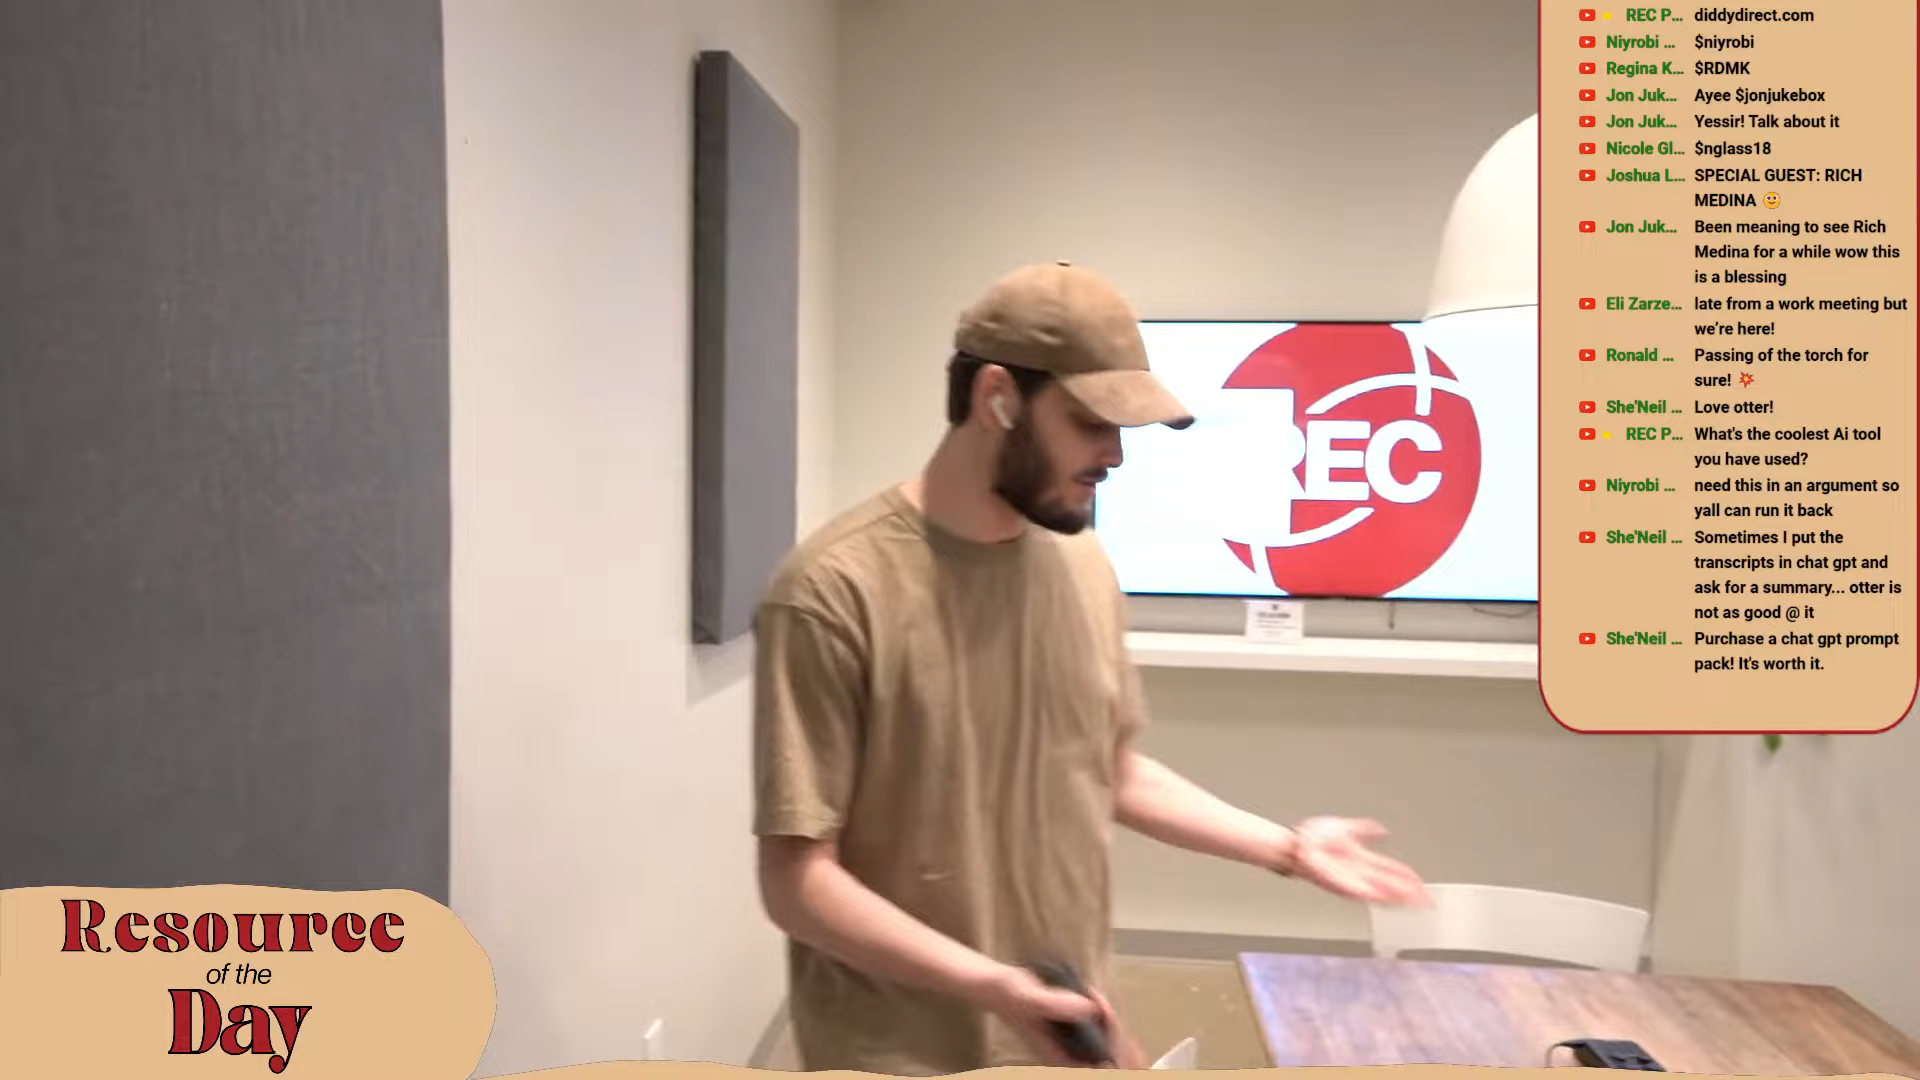 REC P... diddydirect.com
Niyrobi ... $niyrobi
Regina K... $RDMK
Jon Juk... Ayee $jonjukebox
Jon Juk... Yessir! Talk about it
Nicole Gl... $nglass18
Joshua L... SPECIAL GUEST: RICH
MEDINA 🙂
Jon Juk... Been meaning to see Rich
Medina for a while wow this
is a blessing
Eli Zarze... late from a work meeting but
we’re here!
Ronald ... Passing of the torch for
sure! 💥
She'Neil ... Love otter!
REC P... What's the coolest Ai tool
you have used?
Niyrobi ... need this in an argument so
yall can run it back
She'Neil ... Sometimes I put the
transcripts in chat gpt and
ask for a summary... otter is
not as good @ it
She'Neil ... Purchase a chat gpt prompt
pack! It's worth it.
REC
Resource
of the
Day